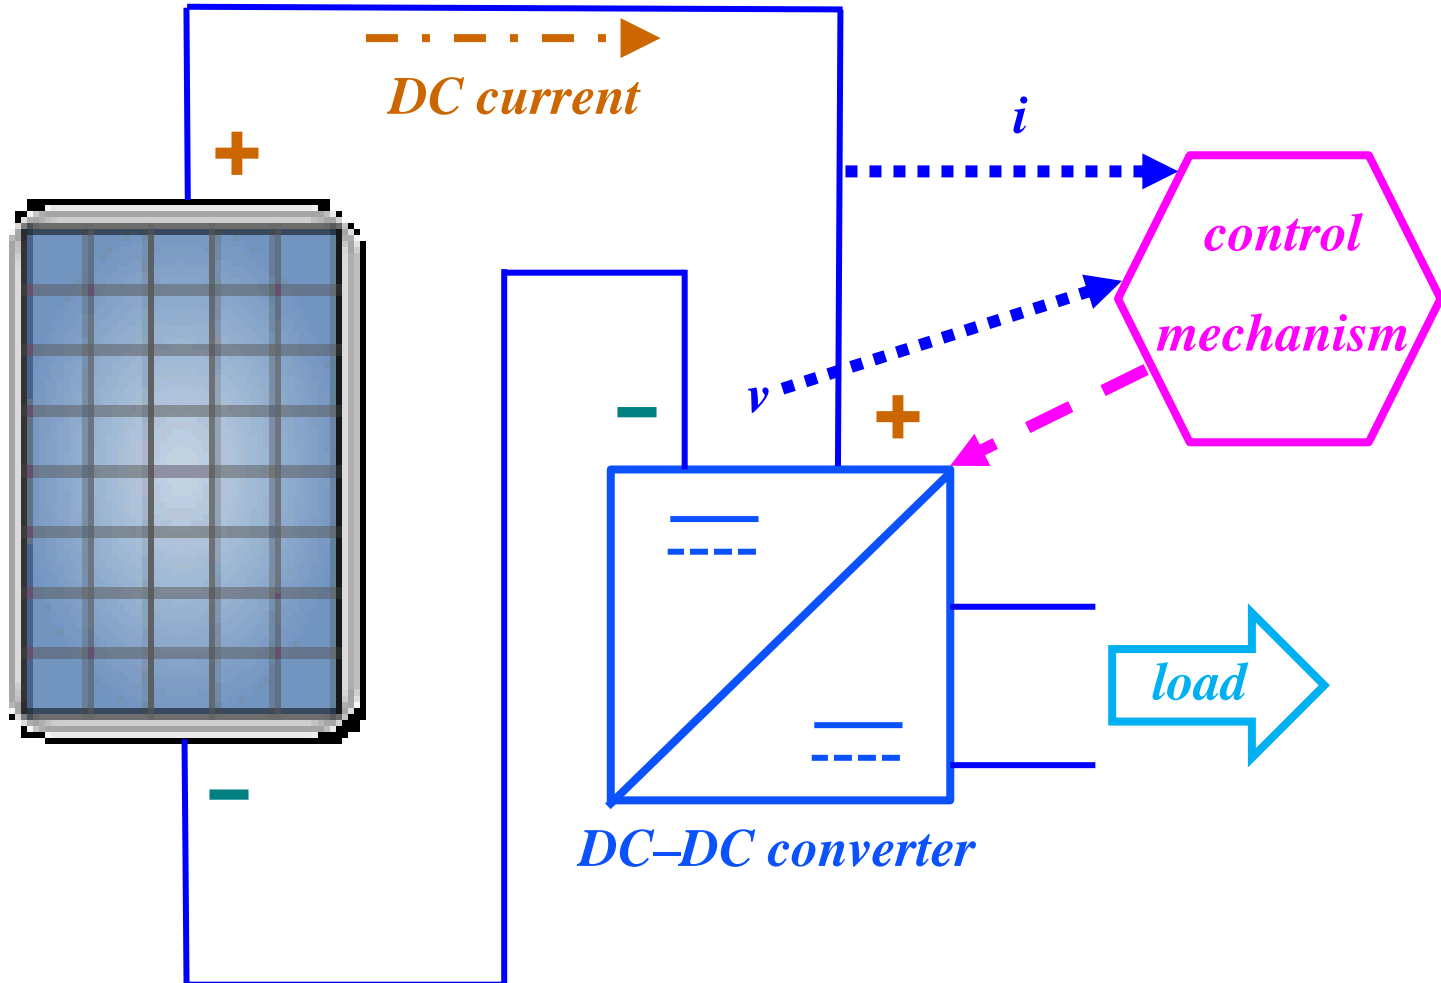 DC current
+
i
control
mechanism
v
–
+
load
–
DC–DC converter